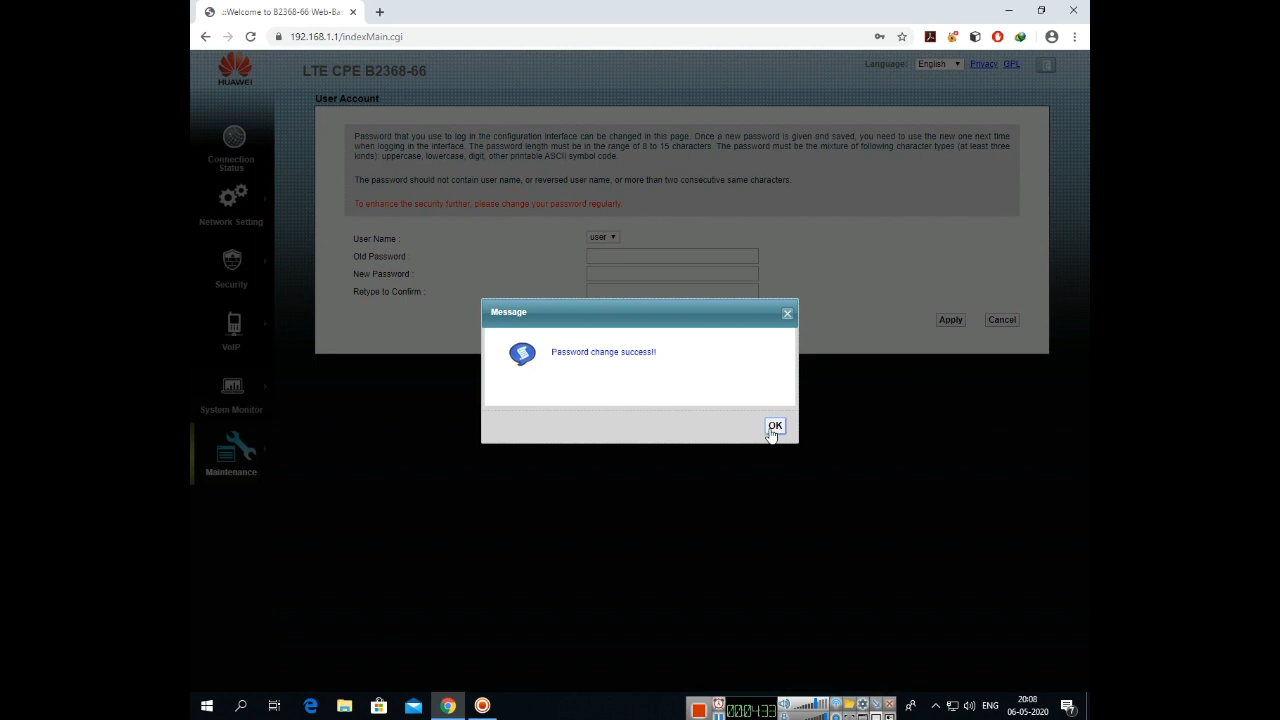 ::Welcome to B2368-66 Web-Ba
192.168.1.1/indexMain.cgi
HUAWEI
LTE CPE B2368-66
Language:
English
Privacy
GPL
User Account
Password that you use to log in the configuration interface can be changed in this page. Once a new password is given and saved, you need to use the new one next time
when logging in the interface. The password length must be in the range of 8 to 15 characters. The password must be the mixture of following character types (at least three
kinds): uppercase, lowercase, digit, other printable ASCII symbol code.
The password should not contain user name, or reversed user name, or more than two consecutive same characters.
To enhance the security further, please change your password regularly.
User Name :
user
Old Password :
New Password :
Retype to Confirm :
Apply
Cancel
Connection
Status
Network Setting
Security
VoIP
System Monitor
Maintenance
Message
Password change success!!
OK
000433
ENG
20:08
06-05-2020